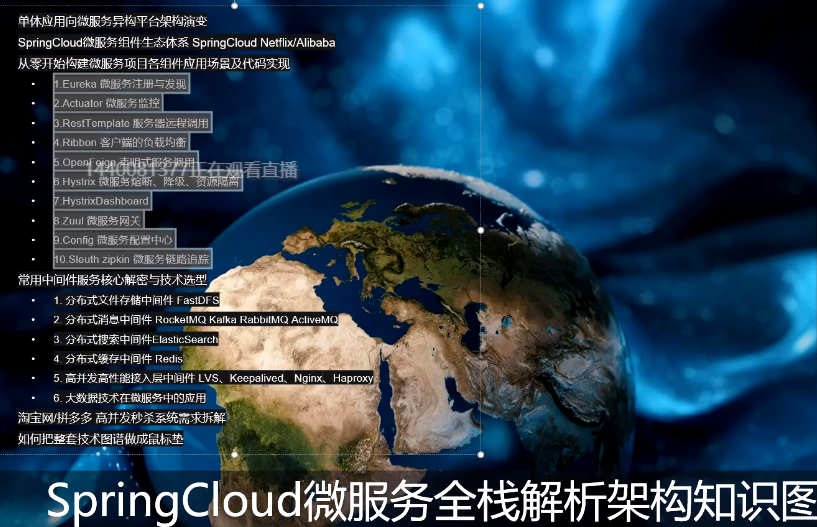 单体应用向微服务异构平台架构演变
SpringCloud微服务组件生态体系 SpringCloud Netflix/Alibaba
从零开始构建微服务项目各组件应用场景及代码实现
• 1.Eureka 微服务注册与发现
• 2.Actuator 微服务监控
• 3.RestTemplate 服务器远程调用
• 4.Ribbon 客户端的负载均衡
• 5.OpenFeign 声明式服务调用
1440081377正在观看直播
• 6.Hystrix 微服务熔断、降级、资源隔离
• 7.HystrixDashboard
• 8.Zuul 微服务网关
• 9.Config 微服务配置中心
• 10.Sleuth zipkin 微服务链路追踪
常用中间件服务核心解密与技术选型
• 1. 分布式文件存储中间件 FastDFS
• 2. 分布式消息中间件 RocketMQ Kafka RabbitMQ ActiveMQ
• 3. 分布式搜索中间件ElasticSearch
• 4. 分布式缓存中间件 Redis
• 5. 高并发高性能接入层中间件 LVS、Keepalived、Nginx、Haproxy
• 6. 大数据技术在微服务中的应用
淘宝网/拼多多 高并发秒杀系统需求拆解
如何把整套技术图谱做成鼠标垫
SpringCloud微服务全栈解析架构知识图